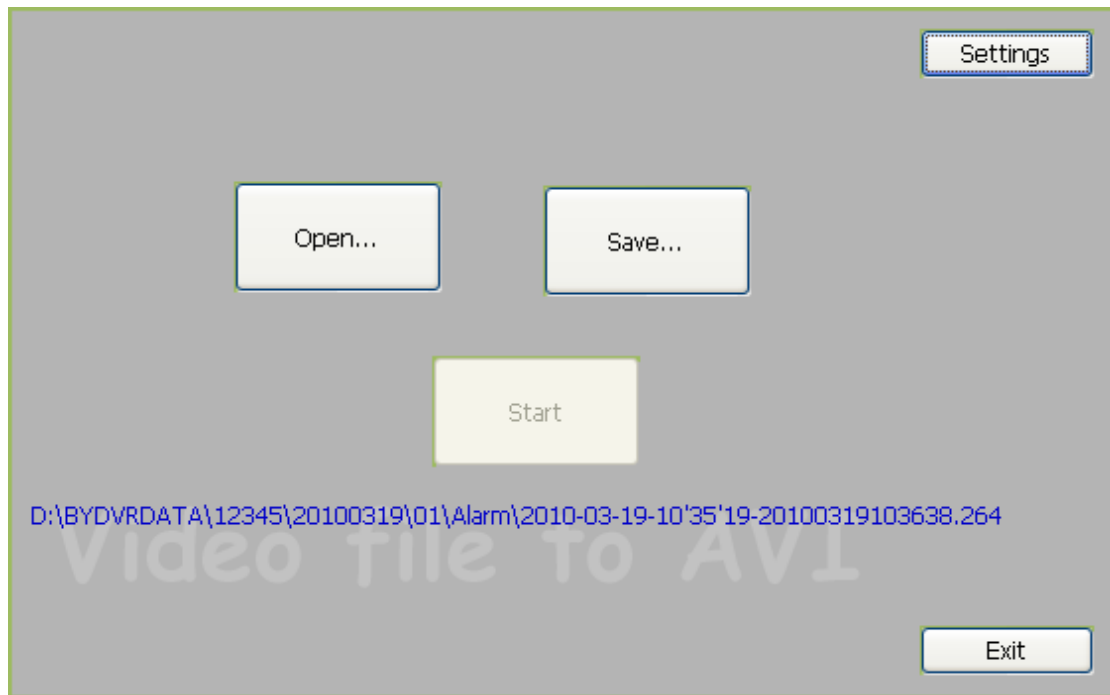 Settings
Open...
Save...
Start
D:\BYDVRDATA\12345\20100319\01\Alarm\2010-03-19-10'35'19-20100319103638.264
Video file to AVI
Exit